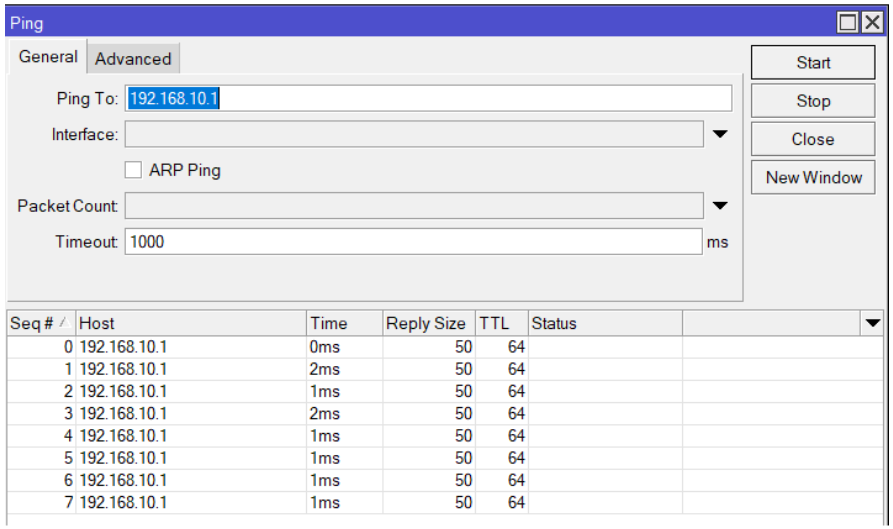 Ping
General Advanced
Start
Ping To: 192.168.10.1
Stop
Interface:
Close
ARP Ping
New Window
Packet Count:
Timeout: 1000 ms
Seq # Host Time Reply Size TTL Status
0 192.168.10.1 0ms 50 64
1 192.168.10.1 2ms 50 64
2 192.168.10.1 1ms 50 64
3 192.168.10.1 2ms 50 64
4 192.168.10.1 1ms 50 64
5 192.168.10.1 1ms 50 64
6 192.168.10.1 1ms 50 64
7 192.168.10.1 1ms 50 64